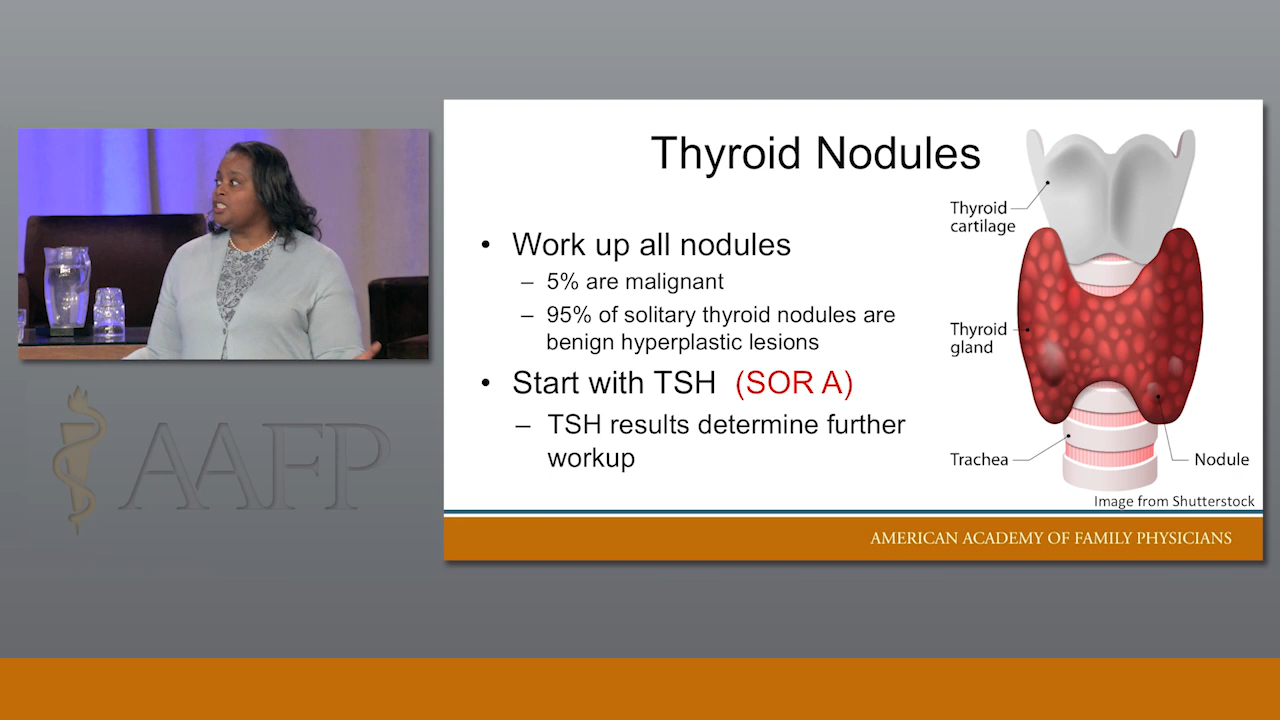 Thyroid Nodules
• Work up all nodules
– 5% are malignant
– 95% of solitary thyroid nodules are
benign hyperplastic lesions
• Start with TSH (SOR A)
– TSH results determine further
workup
Thyroid
cartilage
Thyroid
gland
Trachea
Nodule
Image from Shutterstock
AMERICAN ACADEMY OF FAMILY PHYSICIANS
AAFP